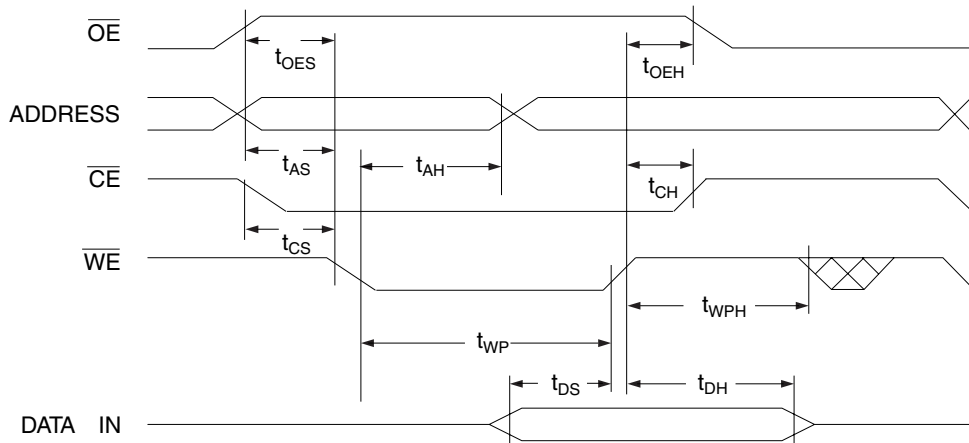 OE
tOES
tOEH
ADDRESS
tAS
tAH
tCH
CE
tCS
WE
tWPH
tWP
tDS
tDH
DATA IN